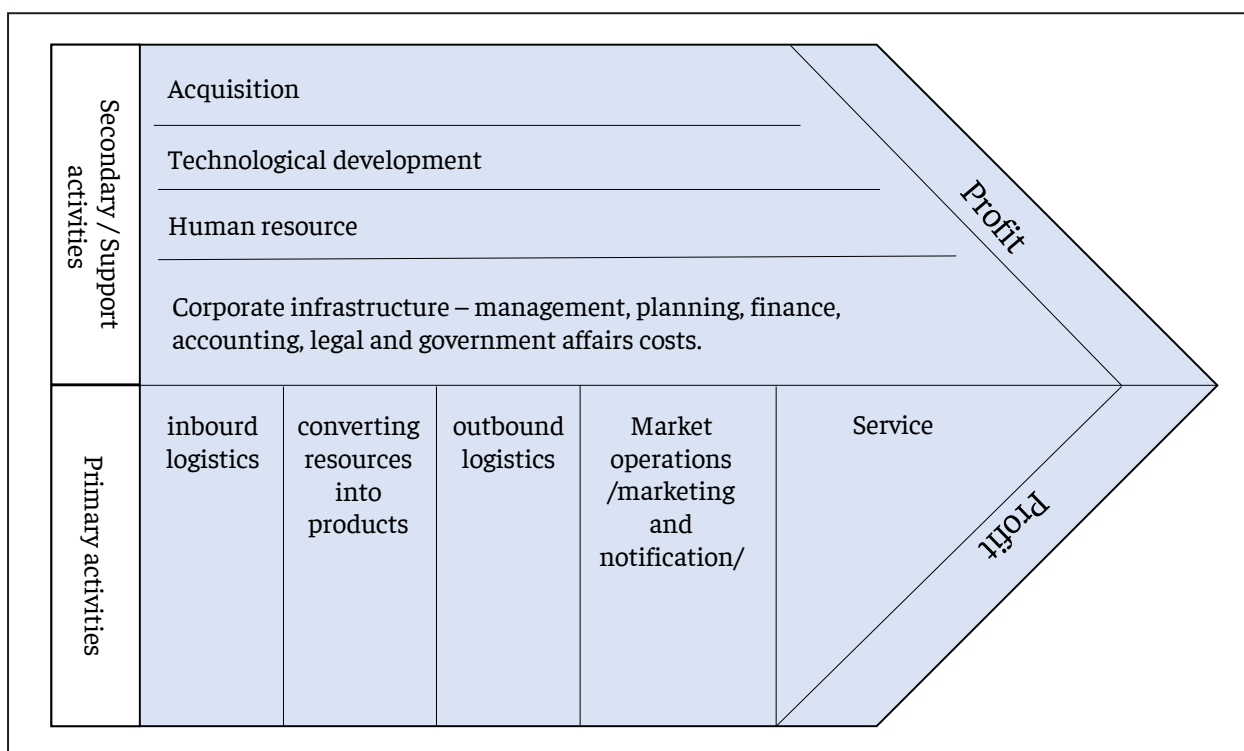 Secondary / Support
activities
Acquisition
Technological development
Human resource
Corporate infrastructure – management, planning, finance,
accounting, legal and government affairs costs.
Profit
Primary activities
inbourd
logistics
converting
resources
into
products
outbound
logistics
Market
operations
/marketing
and
notification/
Service
Profit